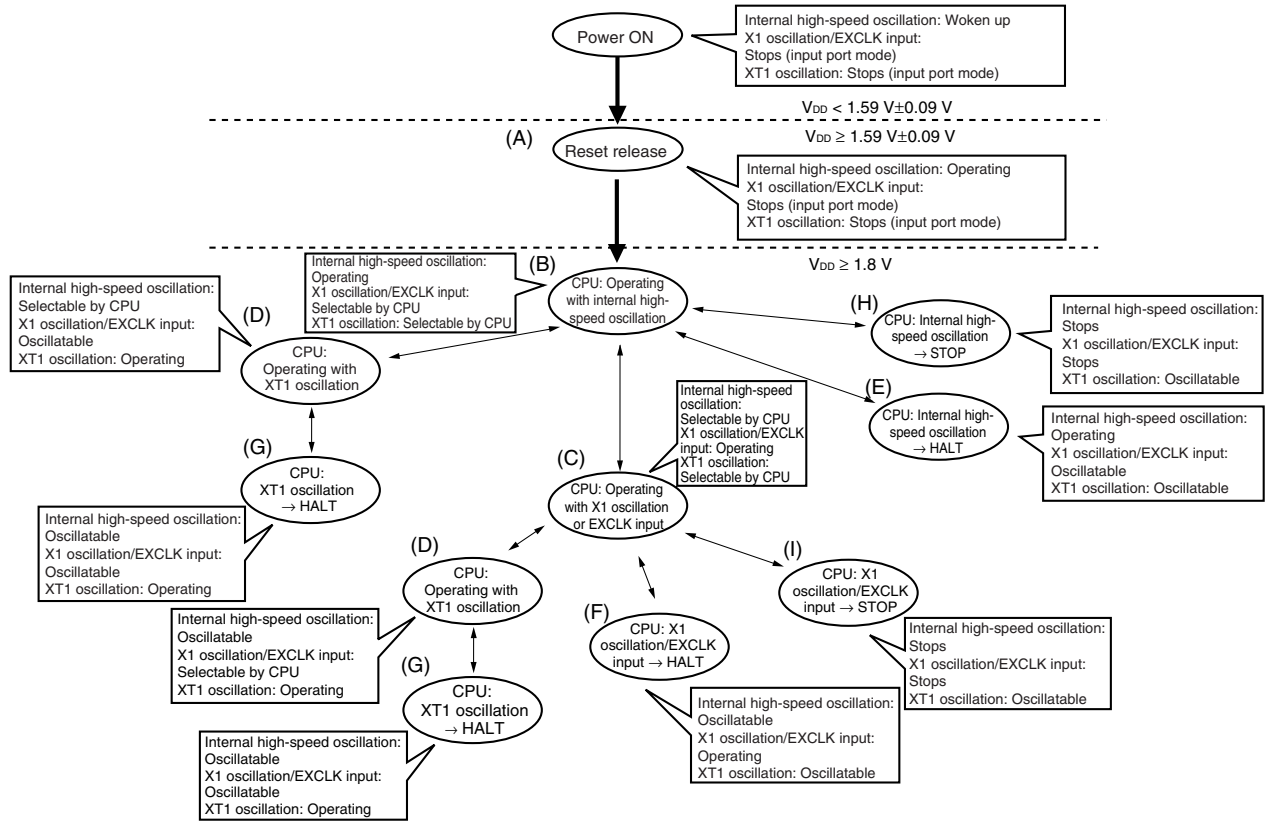 Power ON
Internal high-speed oscillation: Woken up
X1 oscillation/EXCLK input:
Stops (input port mode)
XT1 oscillation: Stops (input port mode)
VDD < 1.59 V±0.09 V
VDD ≥ 1.59 V±0.09 V
(A)
Reset release
Internal high-speed oscillation: Operating
X1 oscillation/EXCLK input:
Stops (input port mode)
XT1 oscillation: Stops (input port mode)
VDD ≥ 1.8 V
Internal high-speed oscillation:
Operating
X1 oscillation/EXCLK input:
Selectable by CPU
XT1 oscillation: Selectable by CPU
(B)
CPU: Operating
with internal high-
speed oscillation
Internal high-speed oscillation:
Selectable by CPU
X1 oscillation/EXCLK input:
Oscillatable
XT1 oscillation: Operating
(D)
CPU:
Operating with
XT1 oscillation
(H)
CPU: Internal high-
speed oscillation
→ STOP
Internal high-speed oscillation:
Stops
X1 oscillation/EXCLK input:
Stops
XT1 oscillation: Oscillatable
(E)
CPU: Internal high-
speed oscillation
→ HALT
Internal high-speed oscillation:
Operating
X1 oscillation/EXCLK input:
Oscillatable
XT1 oscillation: Oscillatable
Internal high-speed
oscillation:
Selectable by CPU
X1 oscillation/EXCLK
input: Operating
XT1 oscillation:
Selectable by CPU
(C)
CPU: Operating
with X1 oscillation
or EXCLK input
(G)
CPU:
XT1 oscillation
→ HALT
Internal high-speed oscillation:
Oscillatable
X1 oscillation/EXCLK input:
Oscillatable
XT1 oscillation: Operating
(D)
CPU:
Operating with
XT1 oscillation
Internal high-speed oscillation:
Oscillatable
X1 oscillation/EXCLK input:
Selectable by CPU
XT1 oscillation: Operating
(G)
CPU:
XT1 oscillation
→ HALT
Internal high-speed oscillation:
Oscillatable
X1 oscillation/EXCLK input:
Oscillatable
XT1 oscillation: Operating
(F)
CPU: X1
oscillation/EXCLK
input → HALT
Internal high-speed oscillation:
Oscillatable
X1 oscillation/EXCLK input:
Operating
XT1 oscillation: Oscillatable
(I)
CPU: X1
oscillation/EXCLK
input → STOP
Internal high-speed oscillation:
Stops
X1 oscillation/EXCLK input:
Stops
XT1 oscillation: Oscillatable